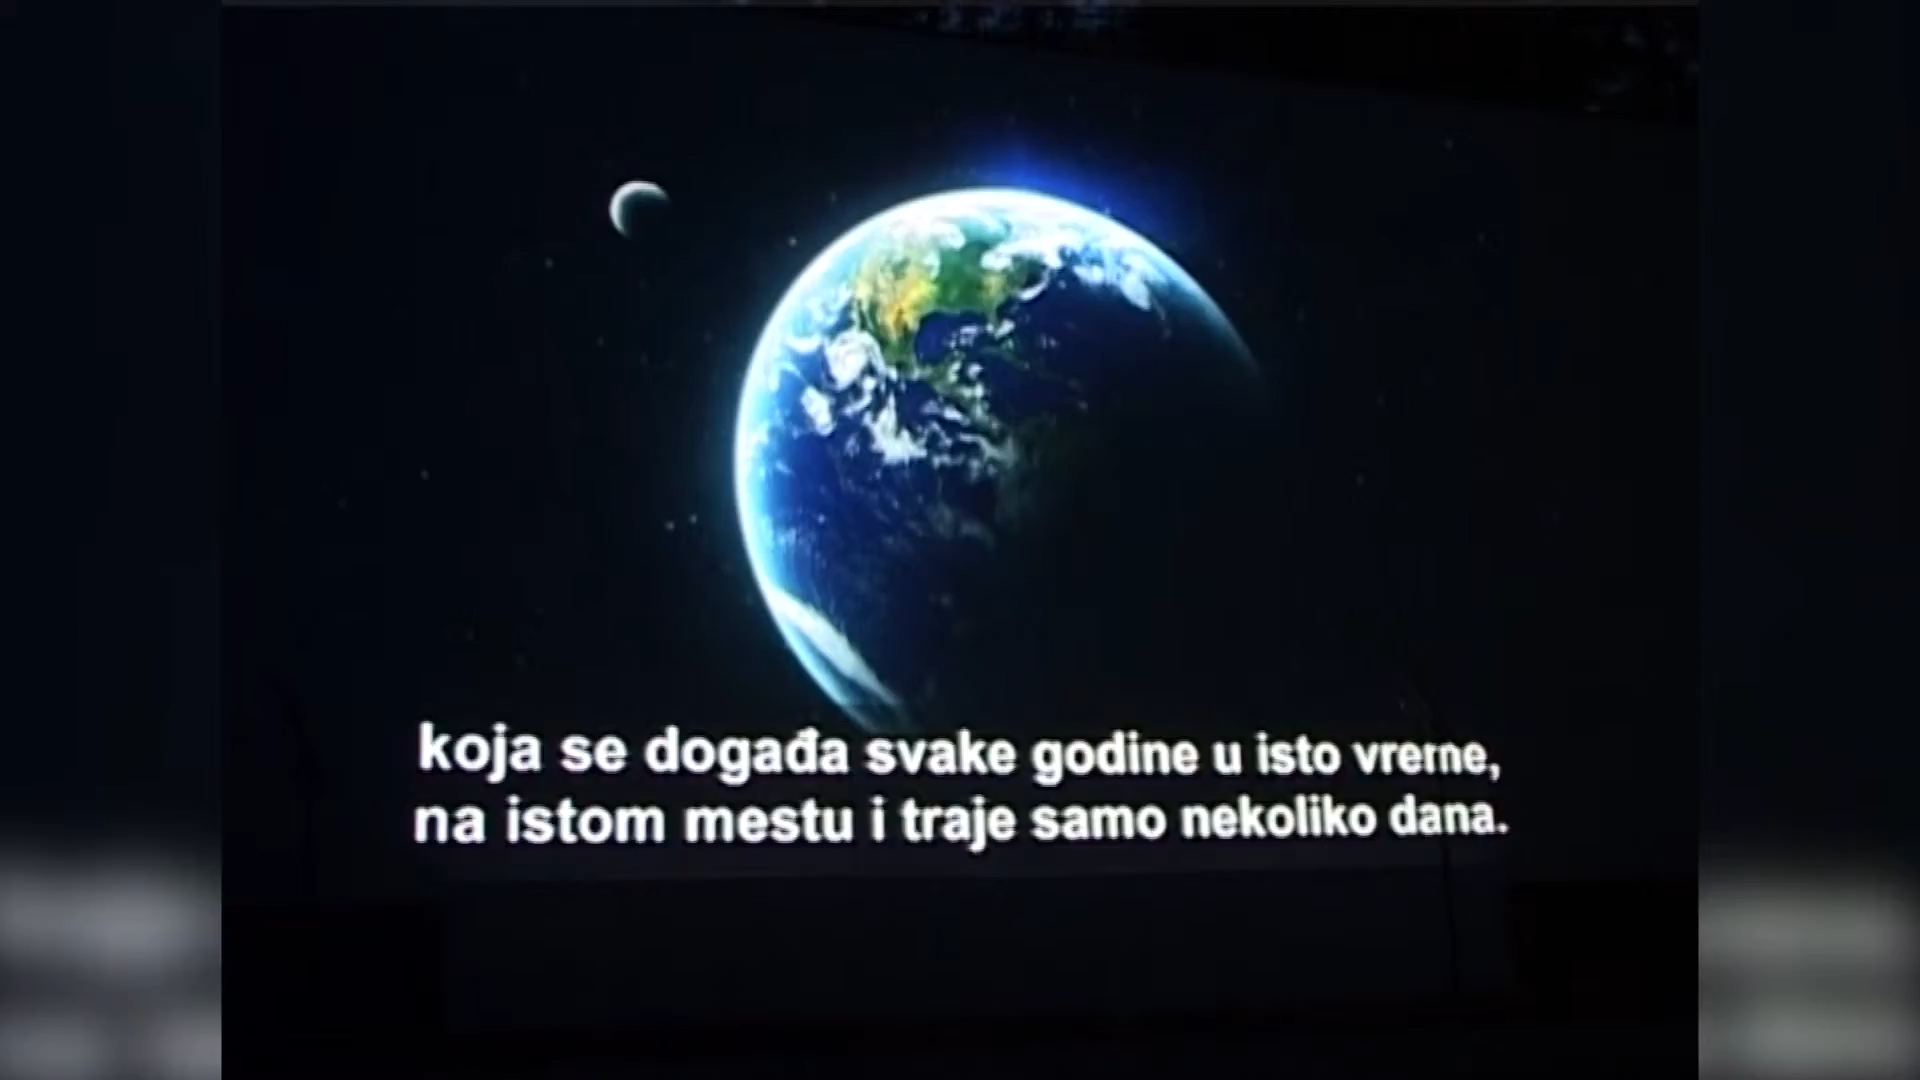 koja se događa svake godine u isto vreme,
na istom mestu i traje samo nekoliko dana.